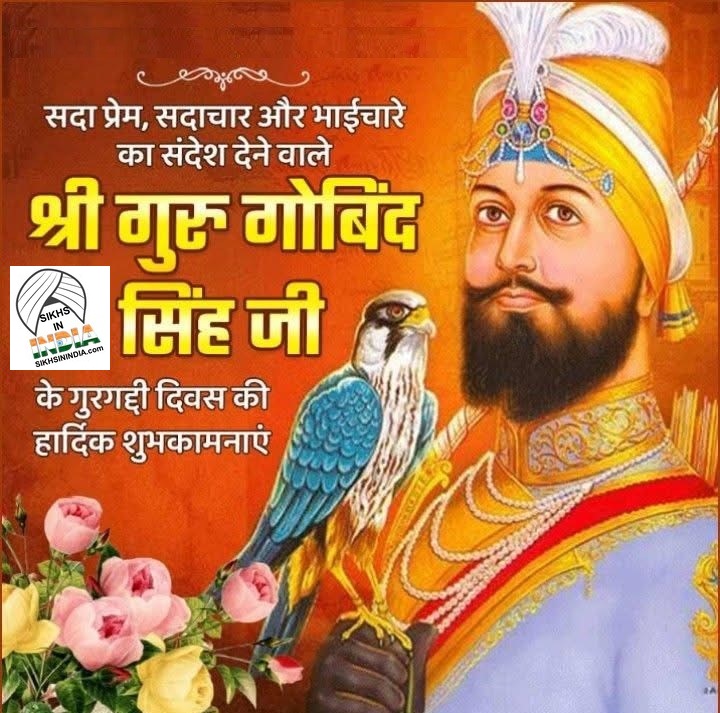 सदा प्रेम, सदाचार और भाईचारे
का संदेश देने वाले
श्री गुरु गोबिंद
सिंह जी
SIKHS
IN
INDIA
SIKHSININDIA.com
के गुरगद्दी दिवस की
हार्दिक शुभकामनाएं